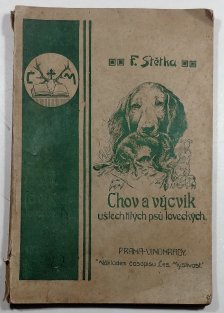 Č M
F. Štětka
Chov a výcvik
ušlechtilých psů loveckých.
PRAHA-VINOHRADY.
Nákladem časopisu „Čes. Myslivost.“